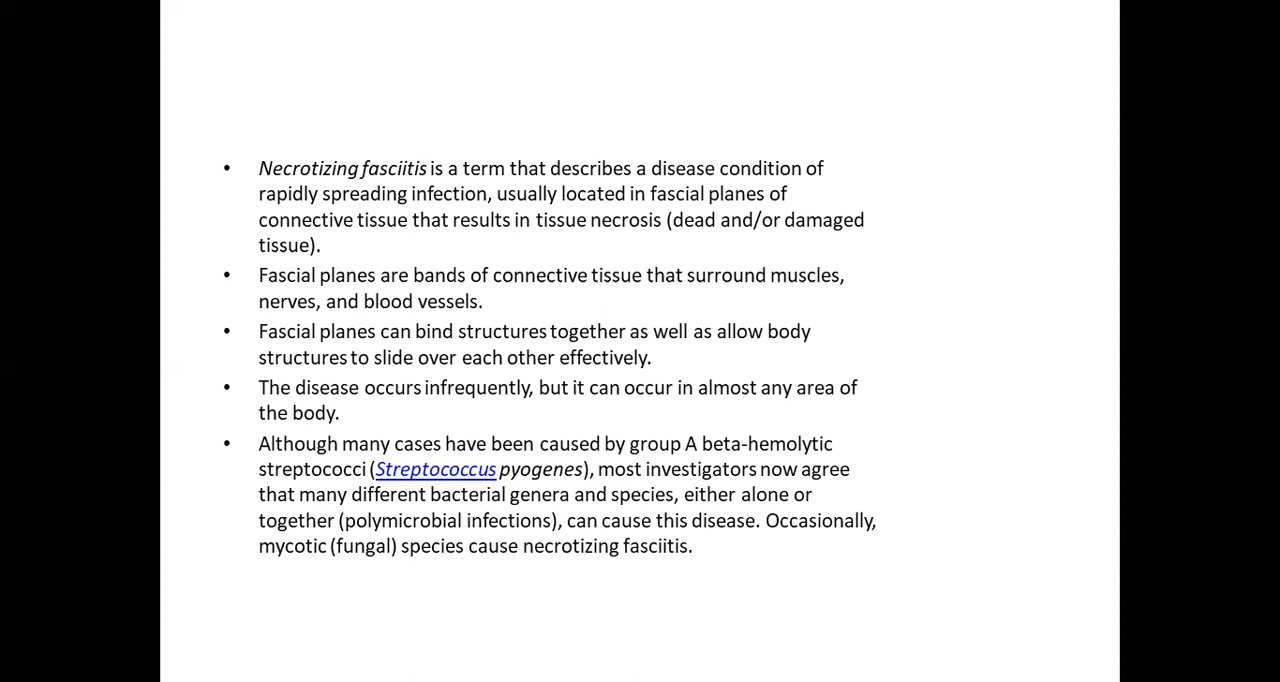 • Necrotizing fasciitis is a term that describes a disease condition of
rapidly spreading infection, usually located in fascial planes of
connective tissue that results in tissue necrosis (dead and/or damaged
tissue).
• Fascial planes are bands of connective tissue that surround muscles,
nerves, and blood vessels.
• Fascial planes can bind structures together as well as allow body
structures to slide over each other effectively.
• The disease occurs infrequently, but it can occur in almost any area of
the body.
• Although many cases have been caused by group A beta-hemolytic
streptococci (Streptococcus pyogenes), most investigators now agree
that many different bacterial genera and species, either alone or
together (polymicrobial infections), can cause this disease. Occasionally,
mycotic (fungal) species cause necrotizing fasciitis.